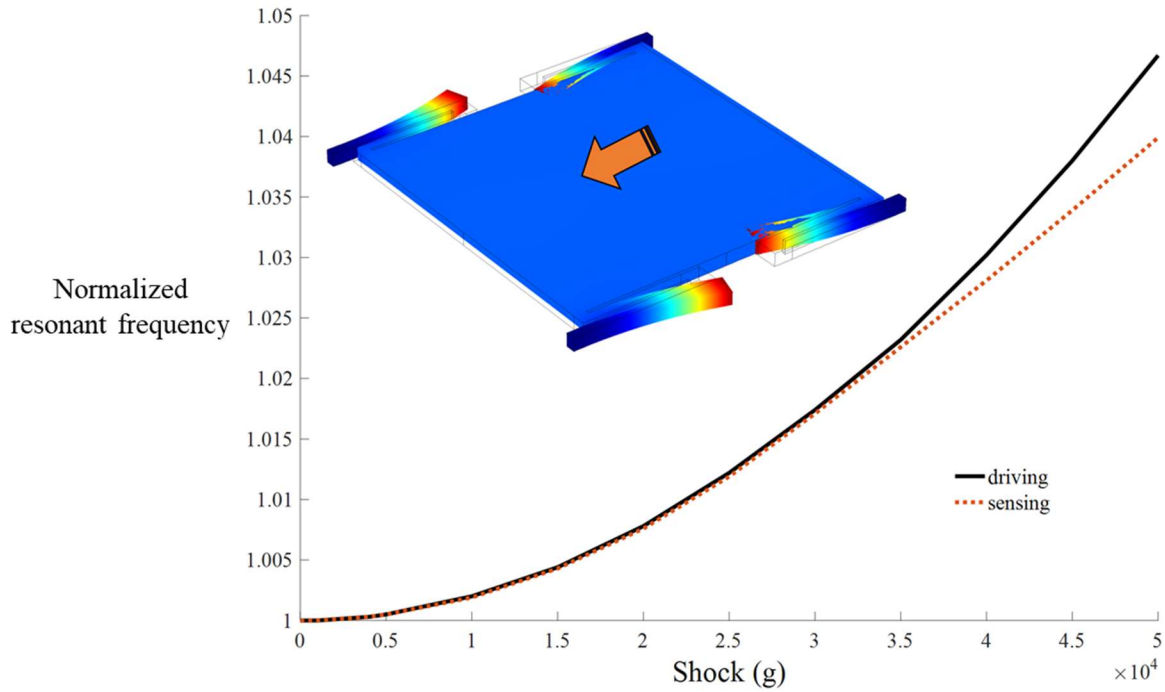 1.05
1.045
1.04
1.035
1.03
1.025
1.02
1.015
1.01
1.005
1
Normalized
resonant frequency
driving
sensing
0 0.5 1 1.5 2 2.5 3 3.5 4 4.5 5
Shock (g)
×10⁴